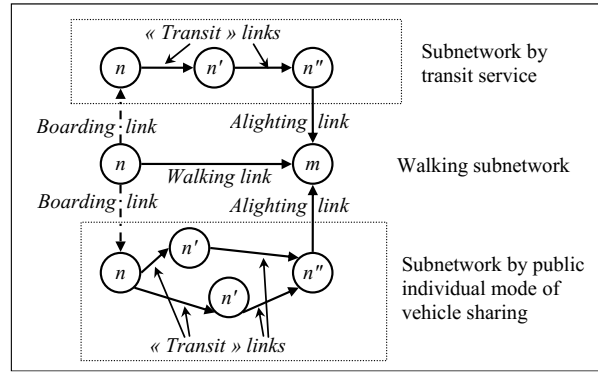 « Transit » links
n
n'
n"
Subnetwork by
transit service
Boarding link
Alighting link
n
Walking link
m
Walking subnetwork
Boarding link
Alighting link
n
n'
n'
n"
« Transit » links
Subnetwork by public
individual mode of
vehicle sharing